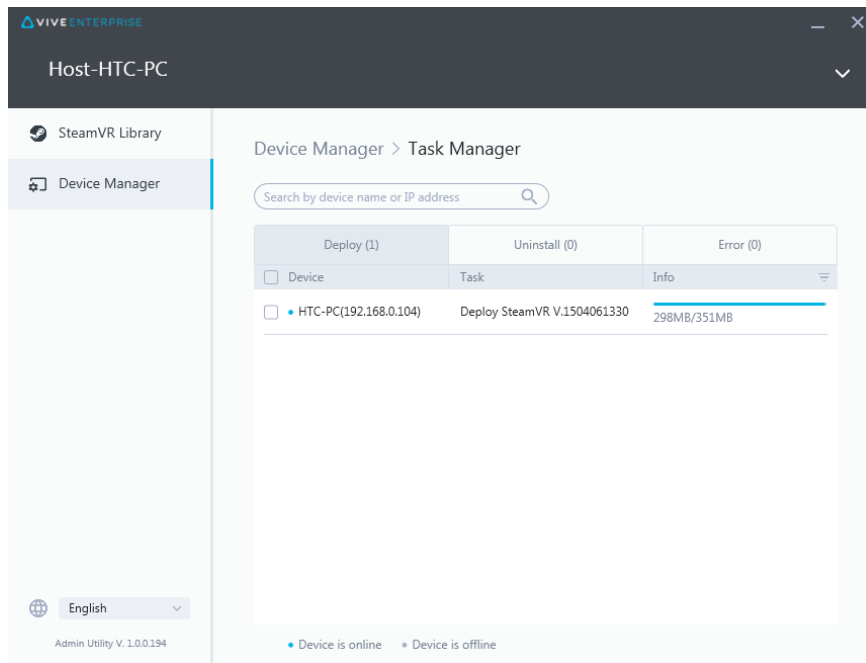 VIVE ENTERPRISE
Host-HTC-PC
SteamVR Library
Device Manager
Device Manager > Task Manager
Search by device name or IP address
Deploy (1) Uninstall (0) Error (0)
Device Task Info
HTC-PC(192.168.0.104) Deploy SteamVR V.1504061330 298MB/351MB
English
Admin Utility V. 1.0.0.194
Device is online Device is offline